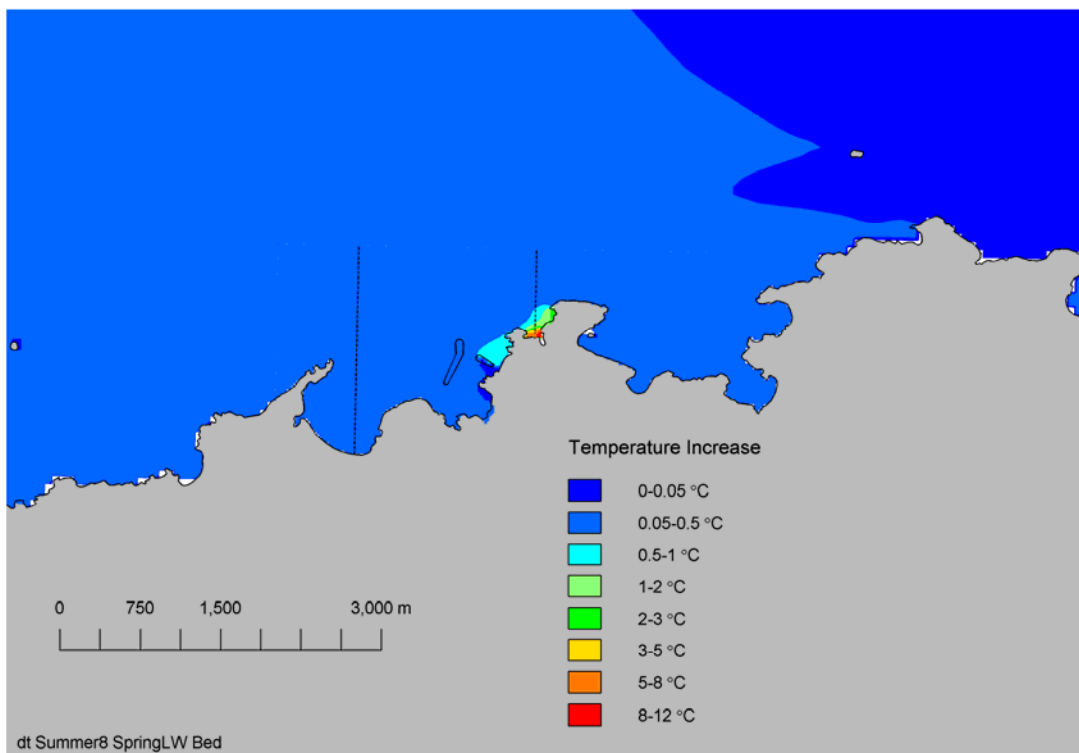 Temperature Increase
0-0.05 °C
0.05-0.5 °C
0.5-1 °C
1-2 °C
2-3 °C
3-5 °C
5-8 °C
8-12 °C
0 750 1,500 3,000 m
dt Summer8 SpringLW Bed